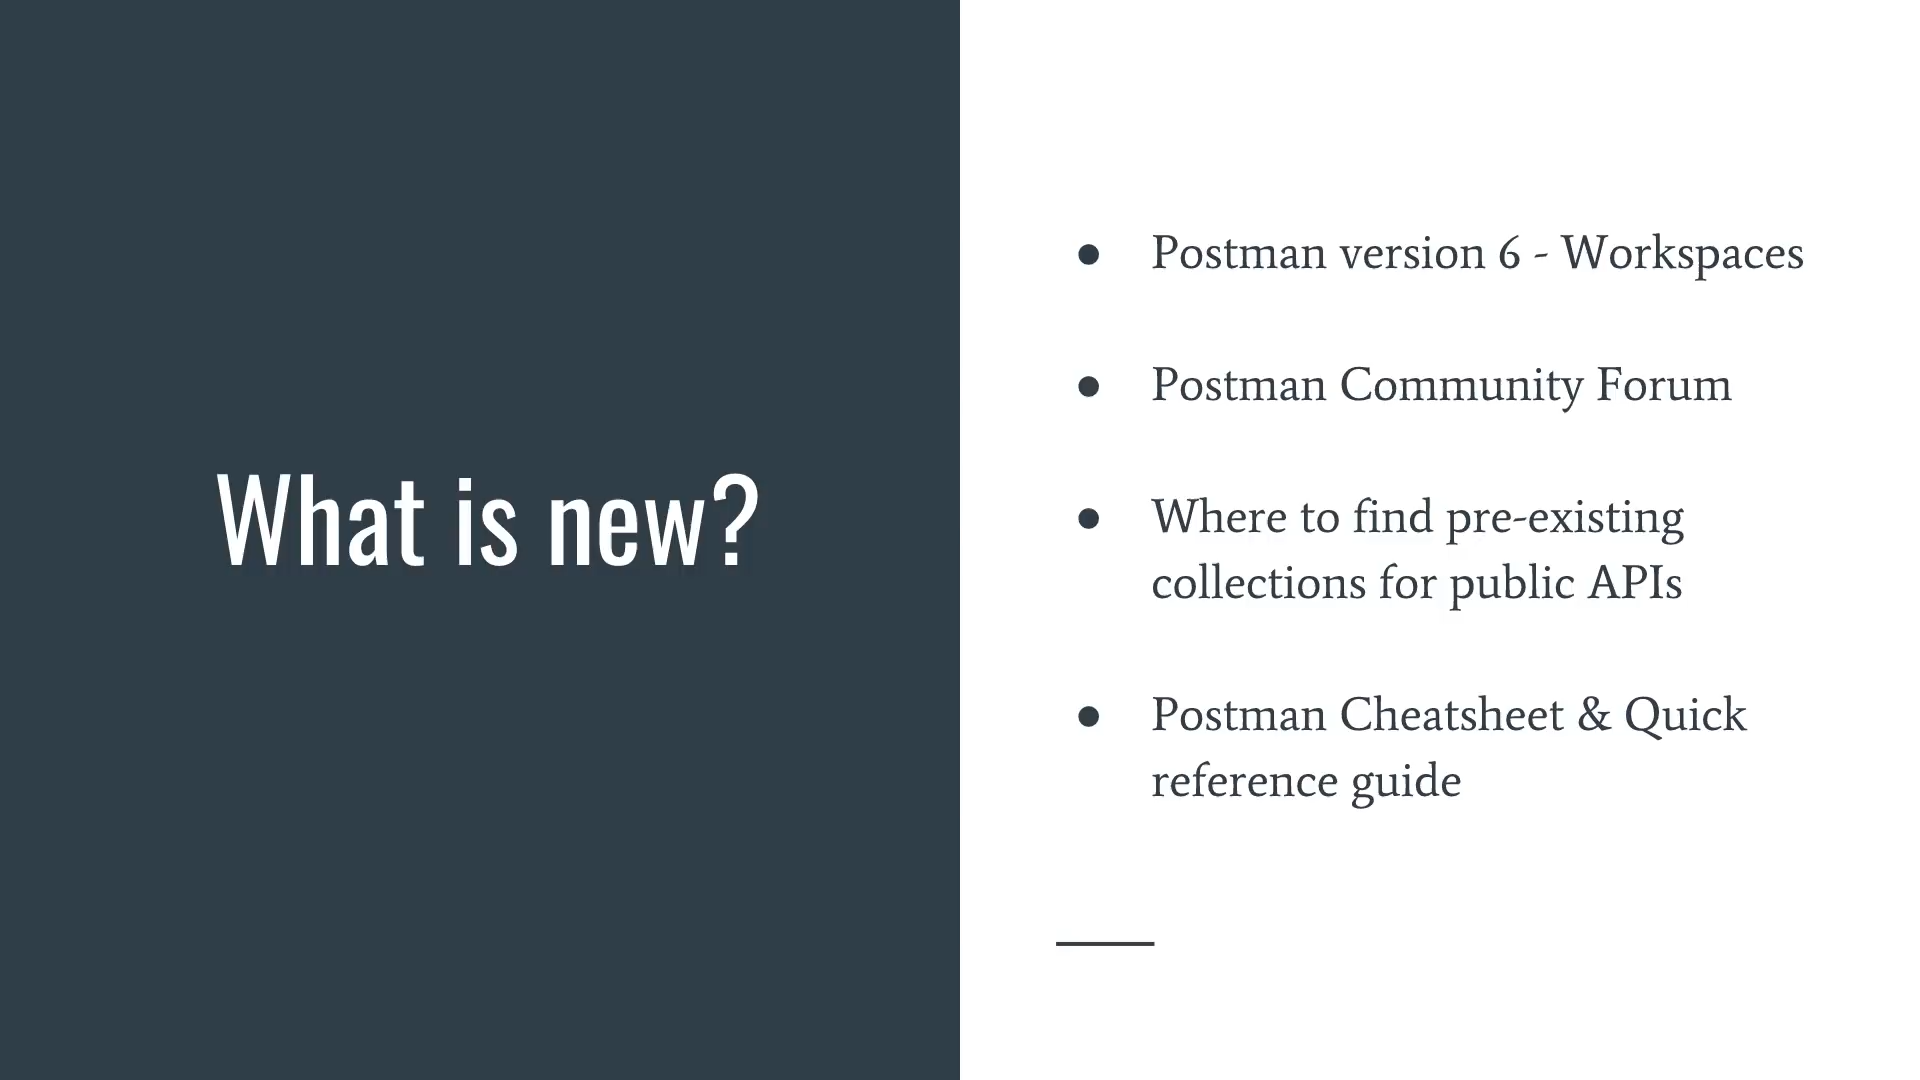 What is new?
● Postman version 6 - Workspaces
● Postman Community Forum
● Where to find pre-existing
collections for public APIs
● Postman Cheatsheet & Quick
reference guide